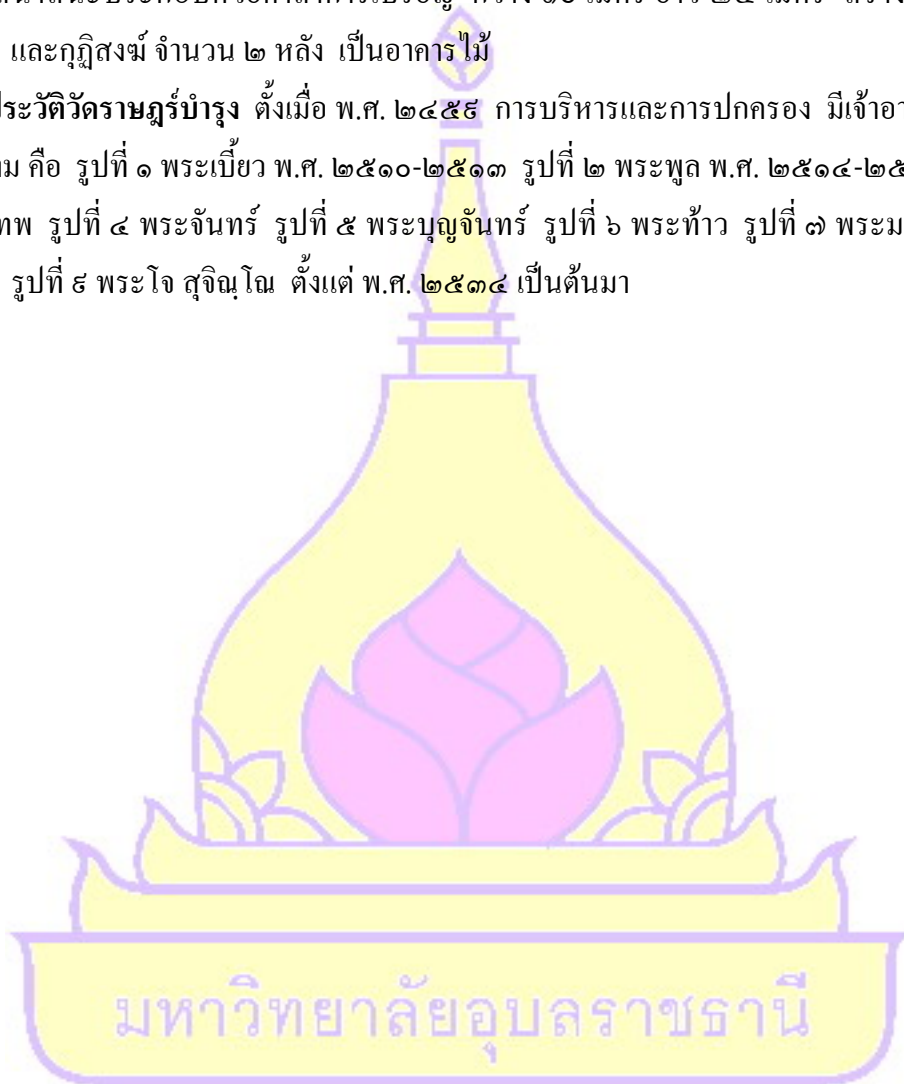 และกุฏิสงฆ์ จำนวน ๒ หลัง เป็นอาคารไม้
ประวัติวัดราษฎร์บำรุง ตั้งเมื่อ พ.ศ. ๒๔๕๙ การบริหารและการปกครอง มีเจ้าอา
คือ รูปที่ ๑ พระเบี้ยว พ.ศ. ๒๕๑๐-๒๕๑๓ รูปที่ ๒ พระพูล พ.ศ. ๒๕๑๔-๒๕
รูปที่ ๔ พระจันทร์ รูปที่ ๕ พระบุญจันทร์ รูปที่ ๖ พระท้าว รูปที่ ๗ พระม
รูปที่ ๙ พระโจ สุจิณฺโณ ตั้งแต่ พ.ศ. ๒๕๓๔ เป็นต้นมา
มหาวิทยาลัยอุบลราชธานี